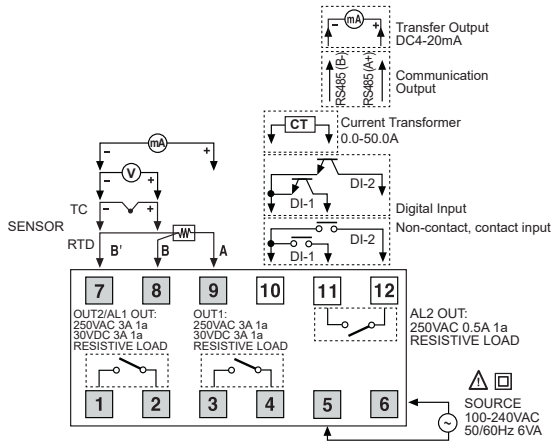 - mA +
Transfer Output
DC4-20mA
RS485(B-)
RS485(A+)
Communication
Output
CT
Current Transformer
0.0-50.0A
- mA +
- V +
DI-2
DI-1
Digital Input
Non-contact, contact input
TC - +
SENSOR
RTD B' B A
DI-2
DI-1
7 8 9 10 11 12
OUT2/AL1 OUT:
250VAC 3A 1a
30VDC 3A 1a
RESISTIVE LOAD
OUT1:
250VAC 3A 1a
30VDC 3A 1a
RESISTIVE LOAD
AL2 OUT:
250VAC 0.5A 1a
RESISTIVE LOAD
1 2 3 4 5 6
SOURCE
100-240VAC
50/60Hz 6VA